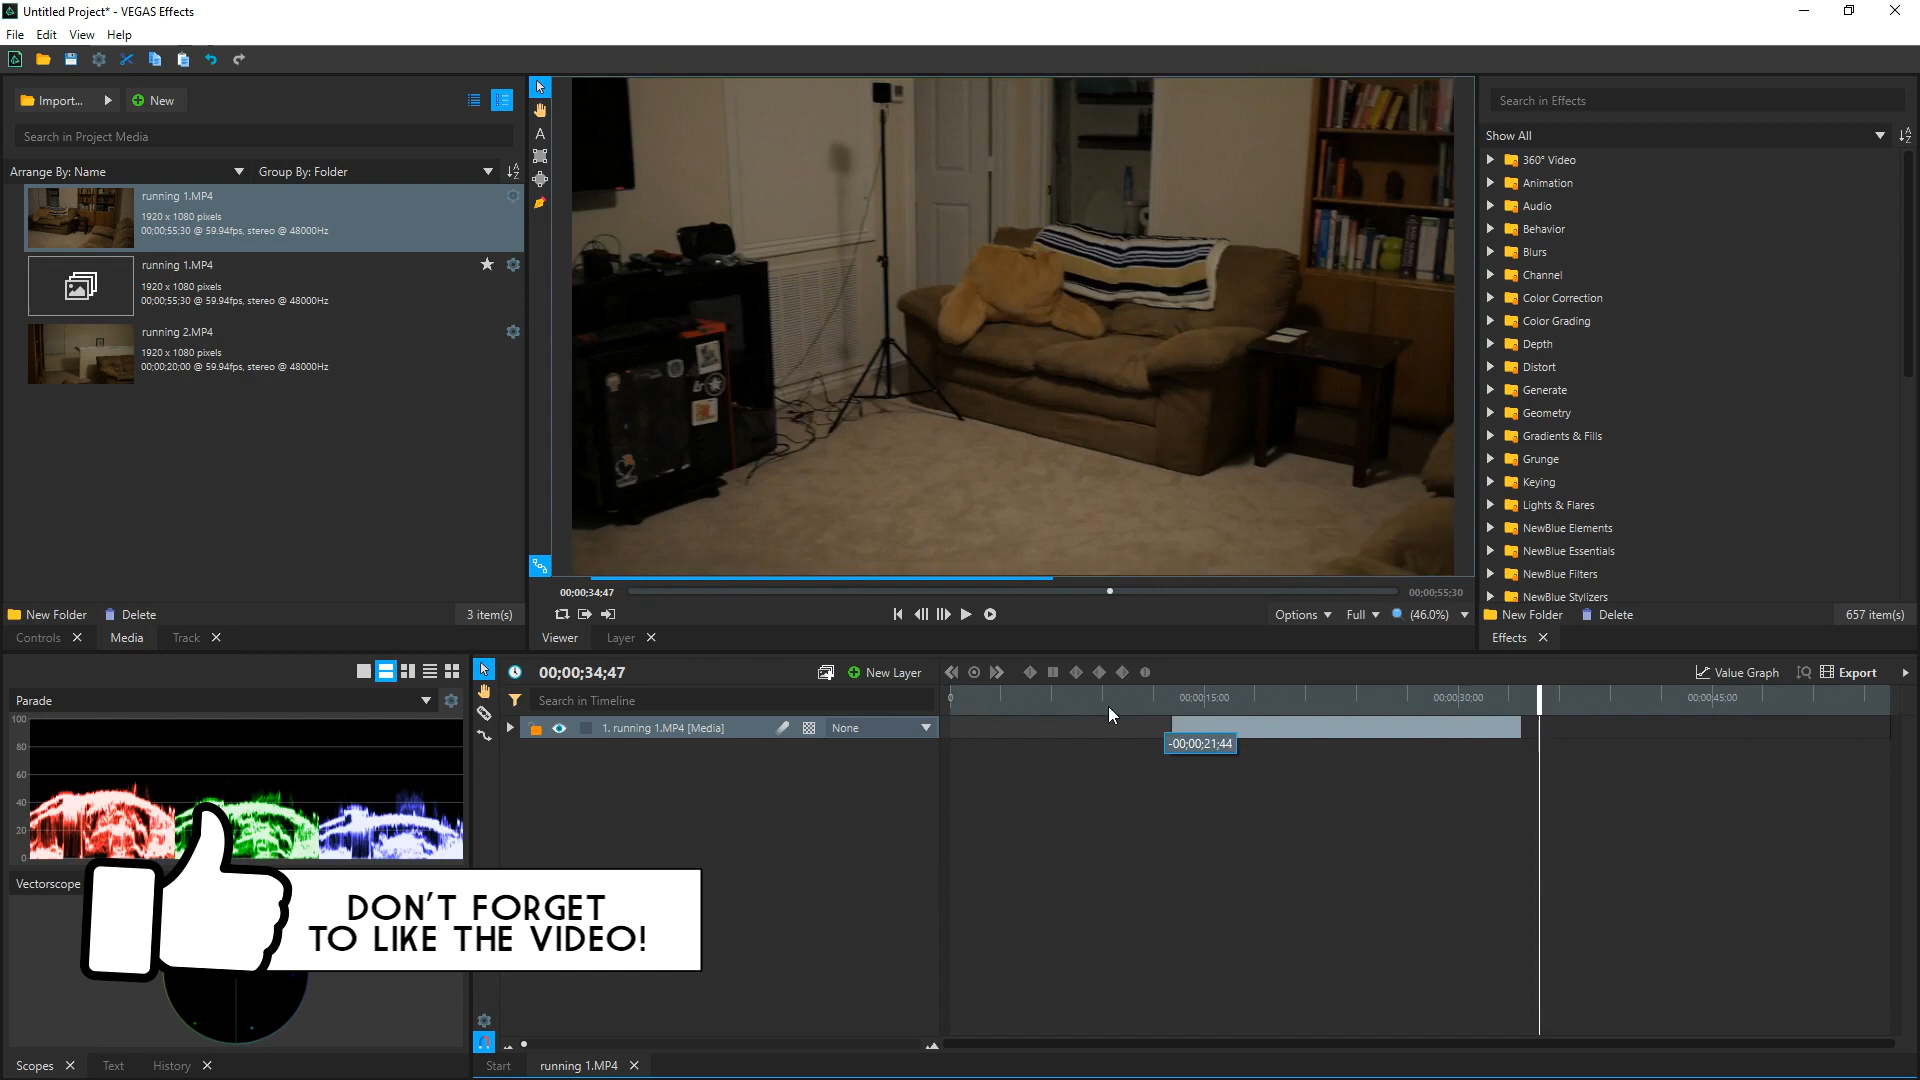 Untitled Project* - VEGAS Effects
File Edit View Help
Import... New
Search in Project Media
Arrange By: Name Group By: Folder
running 1.MP4
1920 x 1080 pixels
00;00;55;30 @ 59.94fps, stereo @ 48000Hz
running 1.MP4
1920 x 1080 pixels
00;00;55;30 @ 59.94fps, stereo @ 48000Hz
running 2.MP4
1920 x 1080 pixels
00;00;20;00 @ 59.94fps, stereo @ 48000Hz
New Folder Delete 3 item(s)
Controls Media Track
A
00;00;34;47 00;00;55;30
Options Full (46.0%)
Viewer Layer
Search in Effects
Show All
360° Video
Animation
Audio
Behavior
Blurs
Channel
Color Correction
Color Grading
Depth
Distort
Generate
Geometry
Gradients & Fills
Grunge
Keying
Lights & Flares
NewBlue Elements
NewBlue Essentials
NewBlue Filters
NewBlue Stylizers
New Folder Delete 657 item(s)
Effects
Parade
100
80
60
40
20
0
Vectorscope
DON'T FORGET
TO LIKE THE VIDEO!
Scopes Text History
00;00;34;47 New Layer Value Graph Export
Search in Timeline
0 00;00;15;00 00;00;30;00 00;00;45;00
1. running 1.MP4 [Media] None
-00;00;21;44
Start running 1.MP4